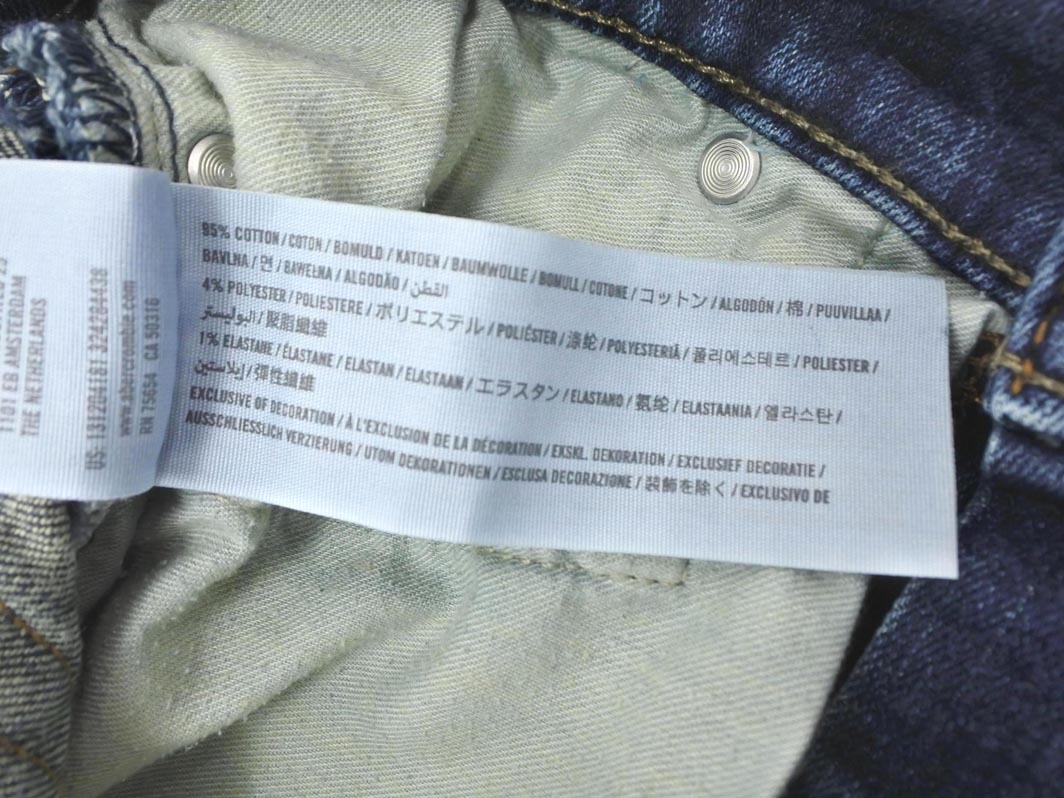 1101 EB AMSTERDAM
THE NETHERLANDS
US: 131204181 324284438
www.abercrombie.com
RN 75654 CA 50316
95% COTTON / COTON / BOMULD / KATOEN / BAUMWOLLE / BOMULL / COTONE / コットン / ALGODÓN / 棉 / PUUVILLAA /
BAVLNA / 면 / BAWEŁNA / ALGODÃO / القطن
4% POLYESTER / POLIESTERE / ポリエステル / POLIÉSTER / 涤纶 / POLYESTERIÄ / 폴리에스테르 / POLIESTER /
البوليستر / 聚脂纖維
1% ELASTANE / ÉLASTANE / ELASTAN / ELASTAAN / エラスタン / ELASTANO / 氨纶 / ELASTAANIA / 엘라스탄 /
إيلاستين / 彈性纖維
EXCLUSIVE OF DECORATION / À L'EXCLUSION DE LA DÉCORATION / EKSKL. DEKORATION / EXCLUSIEF DECORATIE /
AUSSCHLIESSLICH VERZIERUNG / UTOM DEKORATIONEN / ESCLUSA DECORAZIONE / 装飾を除く / EXCLUSIVO DE